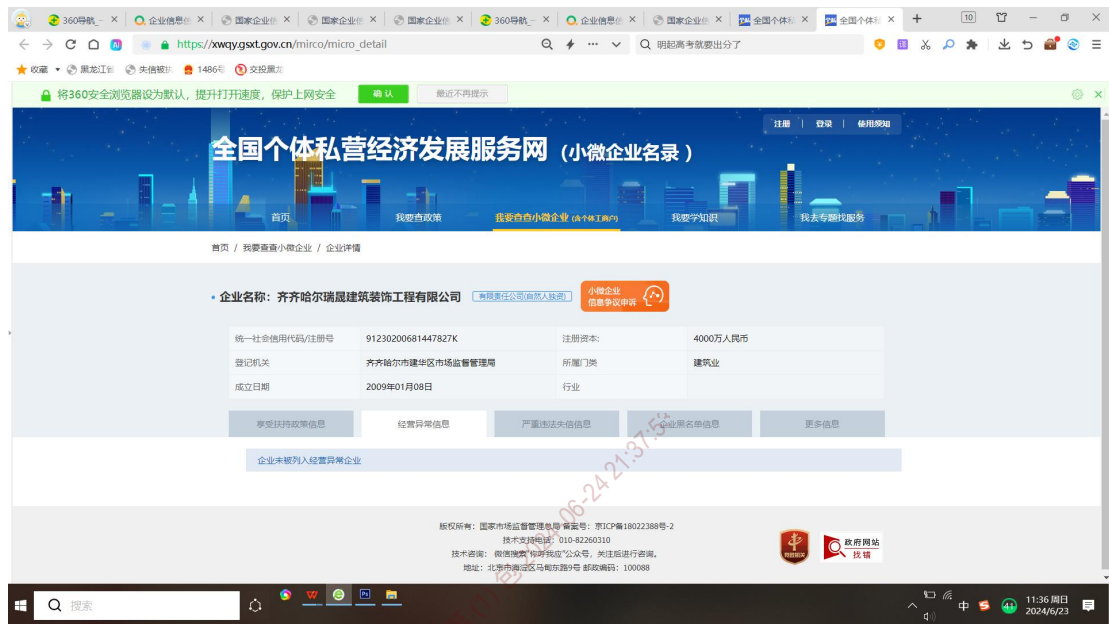 360导航_ 企业信息 国家企业信 国家企业信 国家企业信 360导航_ 企业信息 国家企业信 全国个体 全国个体 10
https://xwqy.gsxt.gov.cn/mirco/micro_detail 明起高考就要出分了
收藏 黑龙江省 失信被执 1486 交投黑龙
将360安全浏览器设为默认，提升打开速度，保护上网安全 确认 最近不再提示
注册 | 登录 | 使用须知
全国个体私营经济发展服务网（小微企业名录）
首页 我要查政策 我要查查小微企业（含个体工商户） 我要学知识 我去专题找服务
首页 / 我要查查小微企业 / 企业详情
企业名称：齐齐哈尔瑞晟建筑装饰工程有限公司 有限责任公司(自然人独资) 小微企业
信息争议申诉
统一社会信用代码/注册号 91230200681447827K 注册资本: 4000万人民币
登记机关 齐齐哈尔市建华区市场监督管理局 所属门类 建筑业
成立日期 2009年01月08日 行业
享受扶持政策信息 经营异常信息 严重违法失信信息 企业黑名单信息 更多信息
企业未被列入经营异常企业
版权所有：国家市场监督管理总局 备案号：京ICP备18022388号-2
技术支持电话：010-82260310
技术咨询：微信搜索"你呼我应"公众号，关注后进行咨询。
地址：北京市海淀区马甸东路9号 邮政编码：100088
党政机关
政府网站
找错
搜索
中 41 11:36 周日
2024/6/23